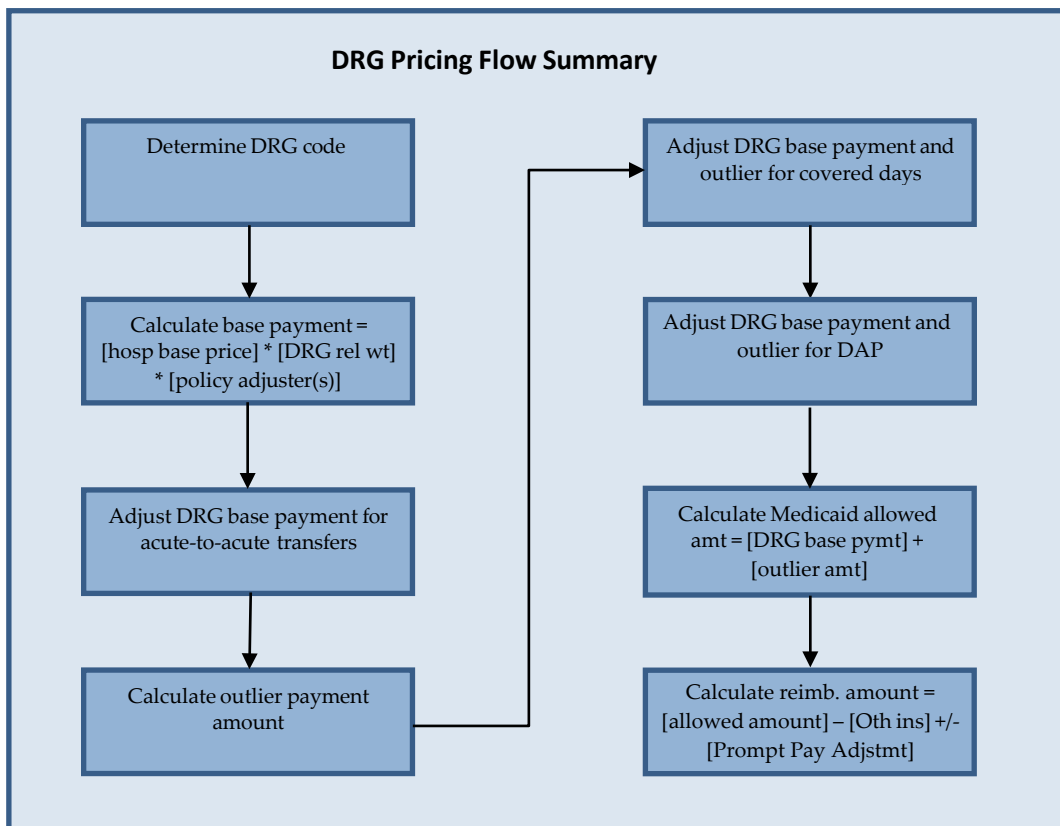 DRG Pricing Flow Summary
Determine DRG code
Calculate base payment =
[hosp base price] * [DRG rel wt]
* [policy adjuster(s)]
Adjust DRG base payment for
acute-to-acute transfers
Calculate outlier payment
amount
Adjust DRG base payment and
outlier for covered days
Adjust DRG base payment and
outlier for DAP
Calculate Medicaid allowed
amt = [DRG base pymt] +
[outlier amt]
Calculate reimb. amount =
[allowed amount] – [Oth ins] +/-
[Prompt Pay Adjstmt]